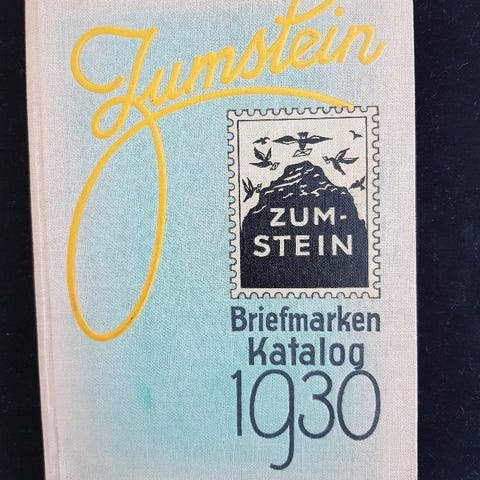 Zumstein
ZUM-
STEIN
Briefmarken
Katalog
1930